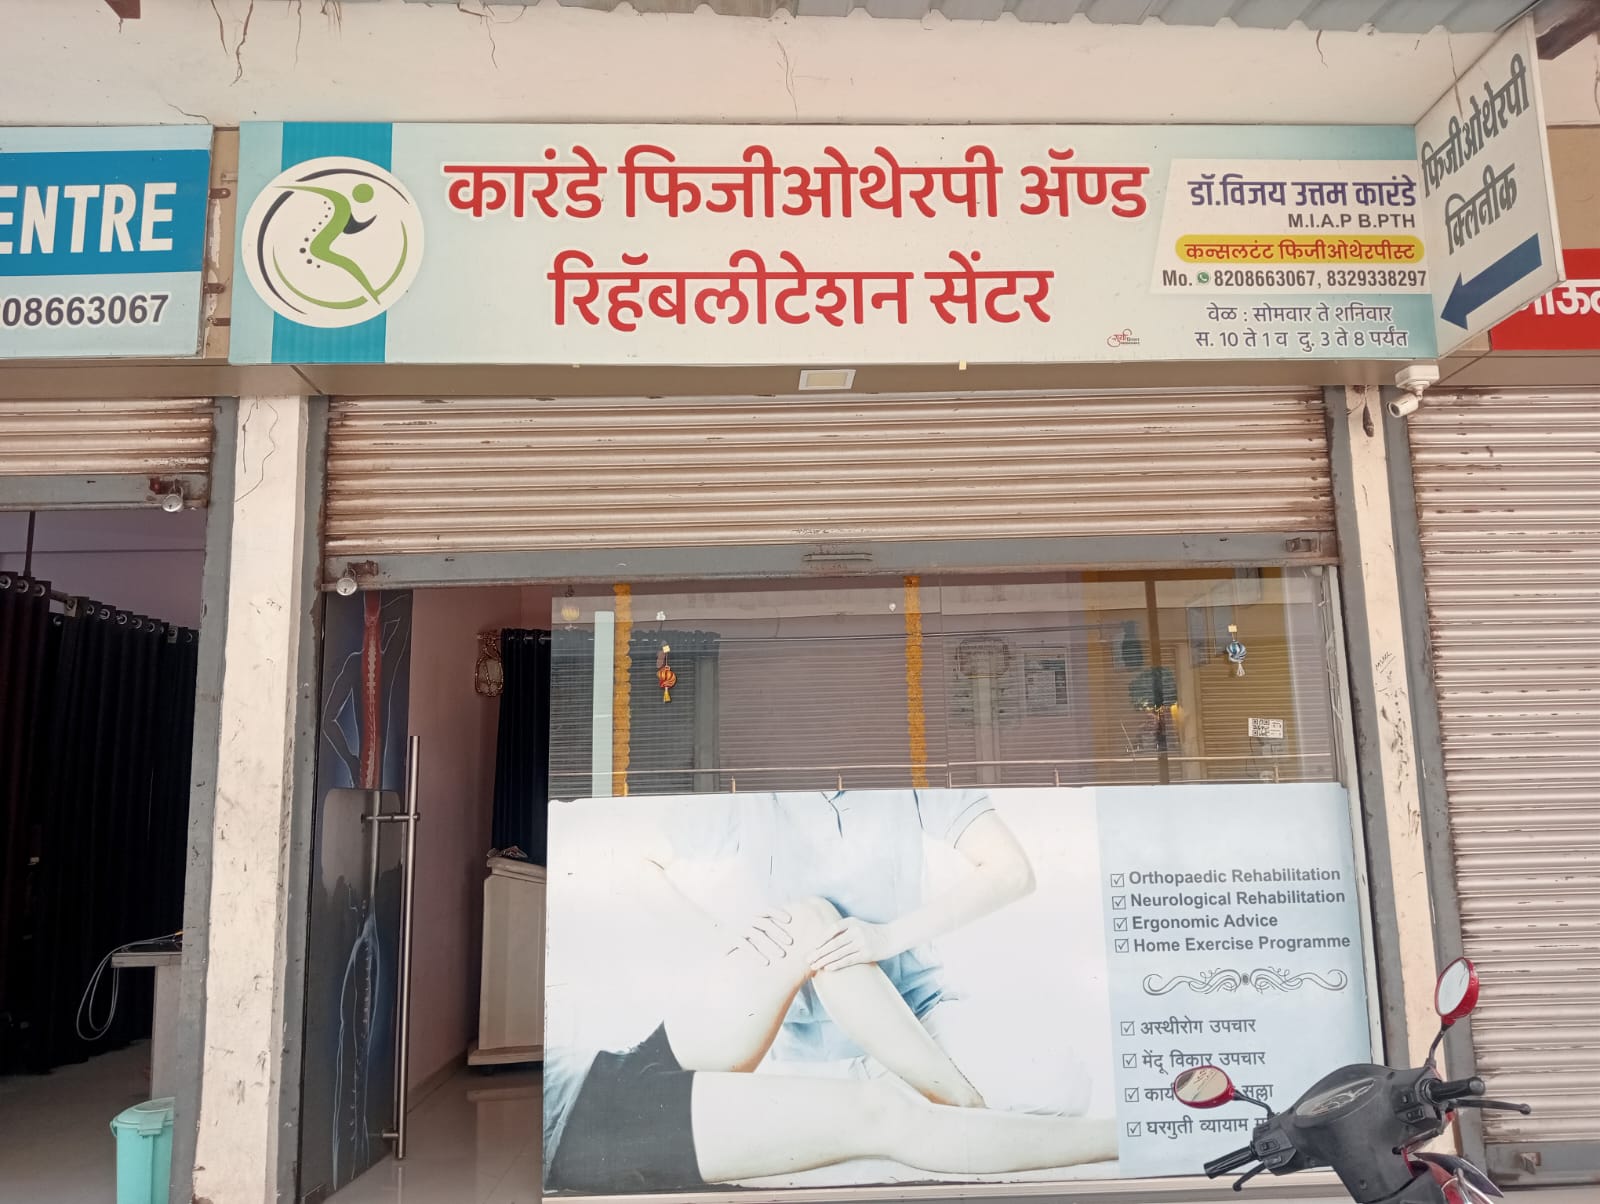 ENTRE
08663067
कारंडे फिजीओथेरपी ॲण्ड
रिहॅबलीटेशन सेंटर
डॉ.विजय उत्तम कारंडे
M.I.A.P B.PTH
कन्सलटंट फिजीओथेरपीस्ट
Mo. 8208663067, 8329338297
वेळ : सोमवार ते शनिवार
स. 10 ते 1 व दु. 3 ते 8 पर्यंत
फिजीओथेरपी
क्लिनीक
Orthopaedic Rehabilitation
Neurological Rehabilitation
Ergonomic Advice
Home Exercise Programme
अस्थीरोग उपचार
मेंदू विकार उपचार
सल्ला
घरगुती व्यायाम